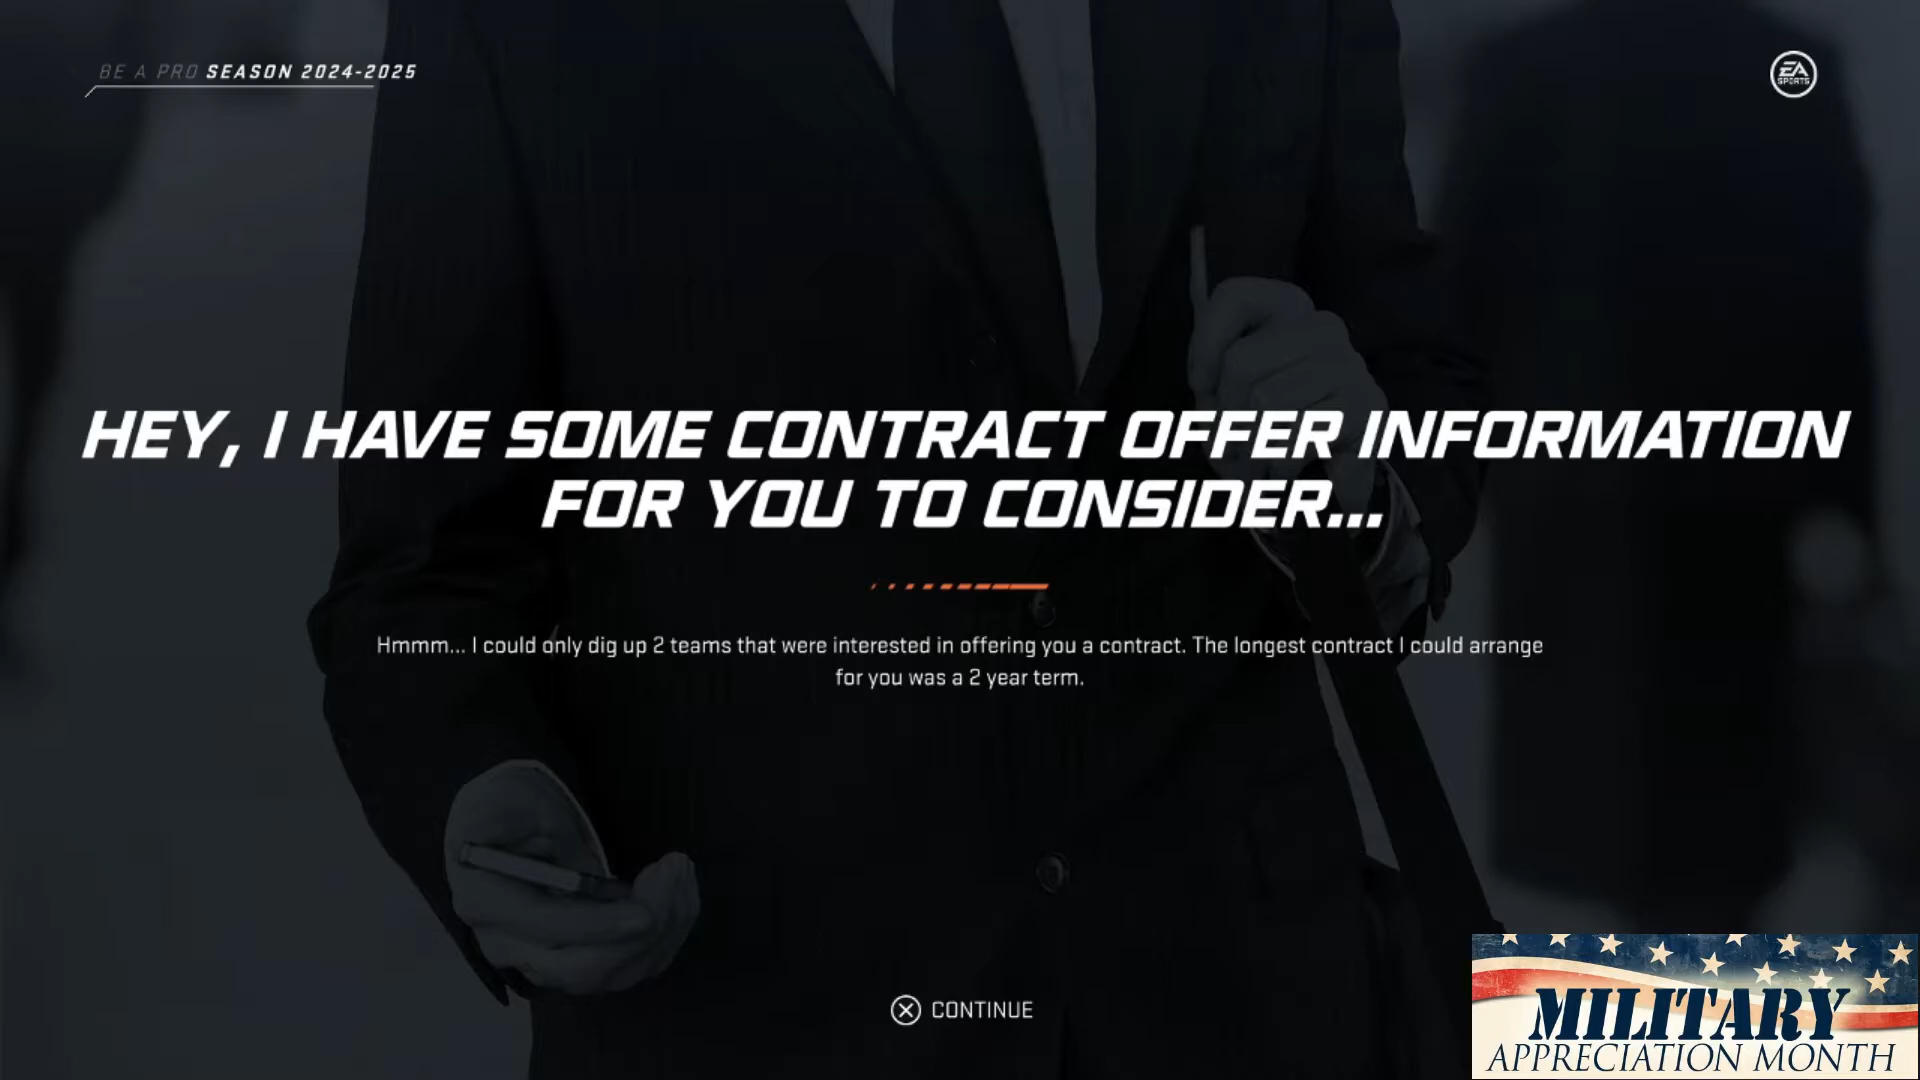 BE A PRO SEASON 2024-2025
EA
SPORTS
HEY, I HAVE SOME CONTRACT OFFER INFORMATION
FOR YOU TO CONSIDER...
Hmmm... I could only dig up 2 teams that were interested in offering you a contract. The longest contract I could arrange
for you was a 2 year term.
CONTINUE
MILITARY
APPRECIATION MONTH